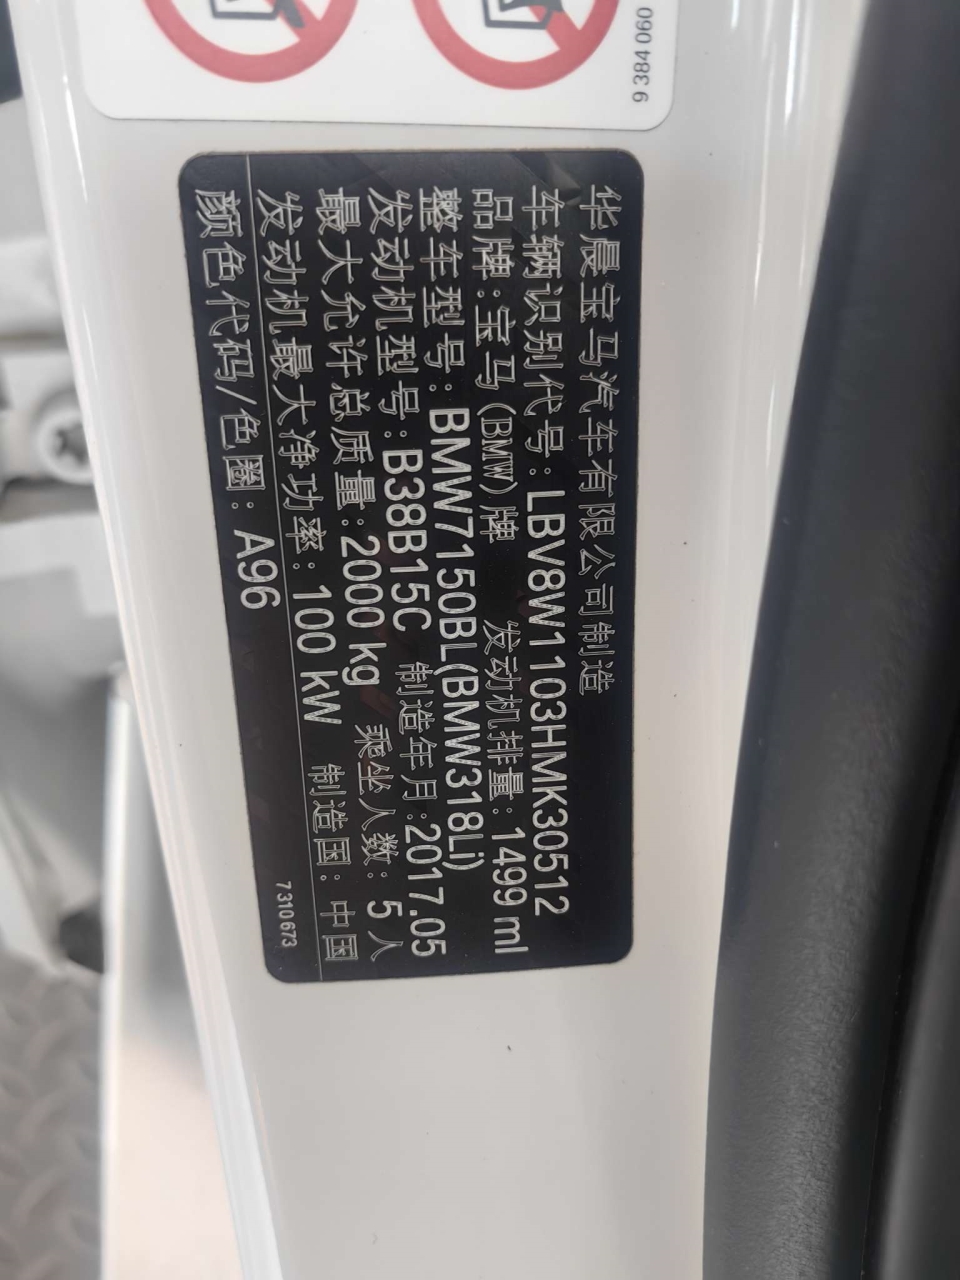 9 384 060
华晨宝马汽车有限公司制造
车辆识别代号:LBV8W1103HMK30512
品牌:宝马(BMW)牌 发动机排量:1499 ml
整车型号:BMW7150BL(BMW318Li)
发动机型号:B38B15C 制造年月:2017.05
最大允许总质量:2000 kg 乘坐人数:5人
发动机最大净功率:100 kW 制造国:中国
颜色代码/色圈:A96
7 310 673